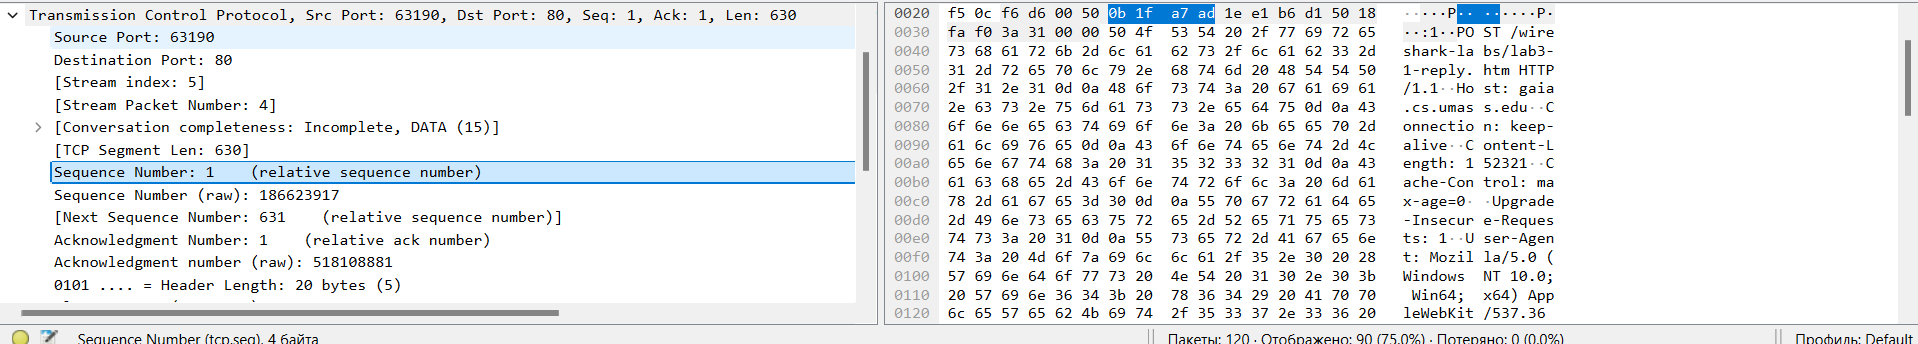 Transmission Control Protocol, Src Port: 63190, Dst Port: 80, Seq: 1, Ack: 1, Len: 630
Source Port: 63190
Destination Port: 80
[Stream index: 5]
[Stream Packet Number: 4]
[Conversation completeness: Incomplete, DATA (15)]
[TCP Segment Len: 630]
Sequence Number: 1    (relative sequence number)
Sequence Number (raw): 186623917
[Next Sequence Number: 631    (relative sequence number)]
Acknowledgment Number: 1    (relative ack number)
Acknowledgment number (raw): 518108881
0101 .... = Header Length: 20 bytes (5)
0020  f5 0c f6 d6 00 50 0b 1f  a7 ad 1e e1 b6 d1 50 18  ·····P·· ······P·
0030  fa f0 3a 31 00 00 50 4f  53 54 20 2f 77 69 72 65  ··:1··PO ST /wire
0040  73 68 61 72 6b 2d 6c 61  62 73 2f 6c 61 62 33 2d  shark-la bs/lab3-
0050  31 2d 72 65 70 6c 79 2e  68 74 6d 20 48 54 54 50  1-reply. htm HTTP
0060  2f 31 2e 31 0d 0a 48 6f  73 74 3a 20 67 61 69 61  /1.1··Ho st: gaia
0070  2e 63 73 2e 75 6d 61 73  73 2e 65 64 75 0d 0a 43  .cs.umas s.edu··C
0080  6f 6e 6e 65 63 74 69 6f  6e 3a 20 6b 65 65 70 2d  onnectio n: keep-
0090  61 6c 69 76 65 0d 0a 43  6f 6e 74 65 6e 74 2d 4c  alive··C ontent-L
00a0  65 6e 67 74 68 3a 20 31  35 32 33 32 31 0d 0a 43  ength: 1 52321··C
00b0  61 63 68 65 2d 43 6f 6e  74 72 6f 6c 3a 20 6d 61  ache-Con trol: ma
00c0  78 2d 61 67 65 3d 30 0d  0a 55 70 67 72 61 64 65  x-age=0· ·Upgrade
00d0  2d 49 6e 73 65 63 75 72  65 2d 52 65 71 75 65 73  -Insecur e-Reques
00e0  74 73 3a 20 31 0d 0a 55  73 65 72 2d 41 67 65 6e  ts: 1··U ser-Agen
00f0  74 3a 20 4d 6f 7a 69 6c  6c 61 2f 35 2e 30 20 28  t: Mozil la/5.0 (
0100  57 69 6e 64 6f 77 73 20  4e 54 20 31 30 2e 30 3b  Windows  NT 10.0;
0110  20 57 69 6e 36 34 3b 20  78 36 34 29 20 41 70 70   Win64;  x64) App
0120  6c 65 57 65 62 4b 69 74  2f 35 33 37 2e 33 36 20  leWebKit /537.36
Sequence Number (tcp.seq), 4 байта
Пакеты: 120 · Отображено: 90 (75.0%) · Потеряно: 0 (0.0%)
Профиль: Default